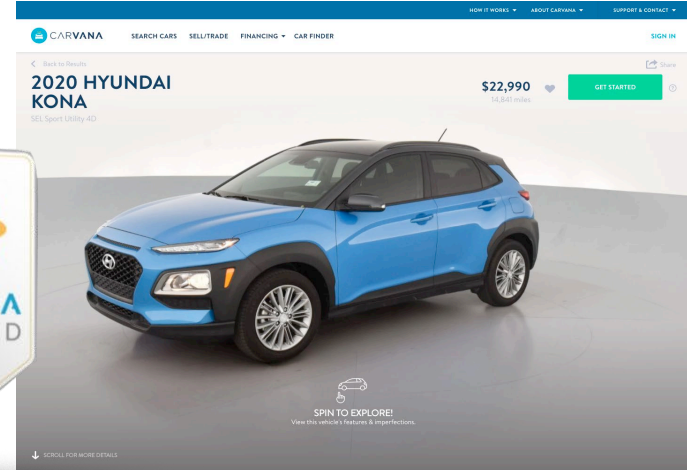 HOW IT WORKS ABOUT CARVANA SUPPORT & CONTACT
CARVANA SEARCH CARS SELL/TRADE FINANCING CAR FINDER SIGN IN
Back to Results Share
2020 HYUNDAI
KONA
SEL Sport Utility 4D
$22,990 GET STARTED
14,841 miles
A
D
SPIN TO EXPLORE!
View this vehicle's features & imperfections.
SCROLL FOR MORE DETAILS